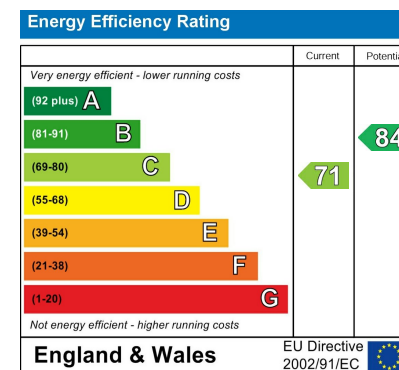 Energy Efficiency Rating
Current Potentia
Very energy efficient - lower running costs
(92 plus) A
(81-91) B
84
(69-80) C
71
(55-68) D
(39-54) E
(21-38) F
(1-20) G
Not energy efficient - higher running costs
England & Wales
EU Directive
2002/91/EC